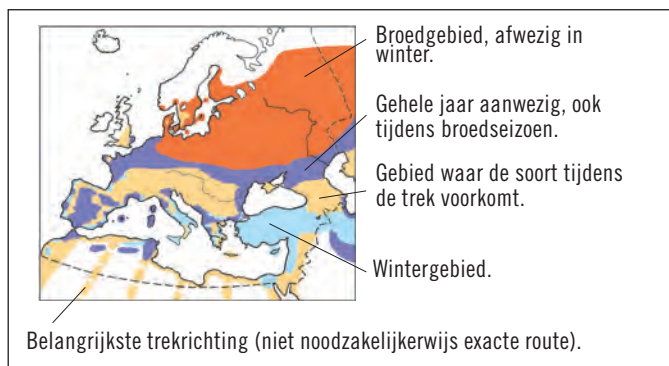 Broedgebied, afwezig in
winter.
Gehele jaar aanwezig, ook
tijdens broedseizoen.
Gebied waar de soort tijdens
de trek voorkomt.
Wintergebied.
Belangrijkste trekrichting (niet noodzakelijkerwijs exacte route).